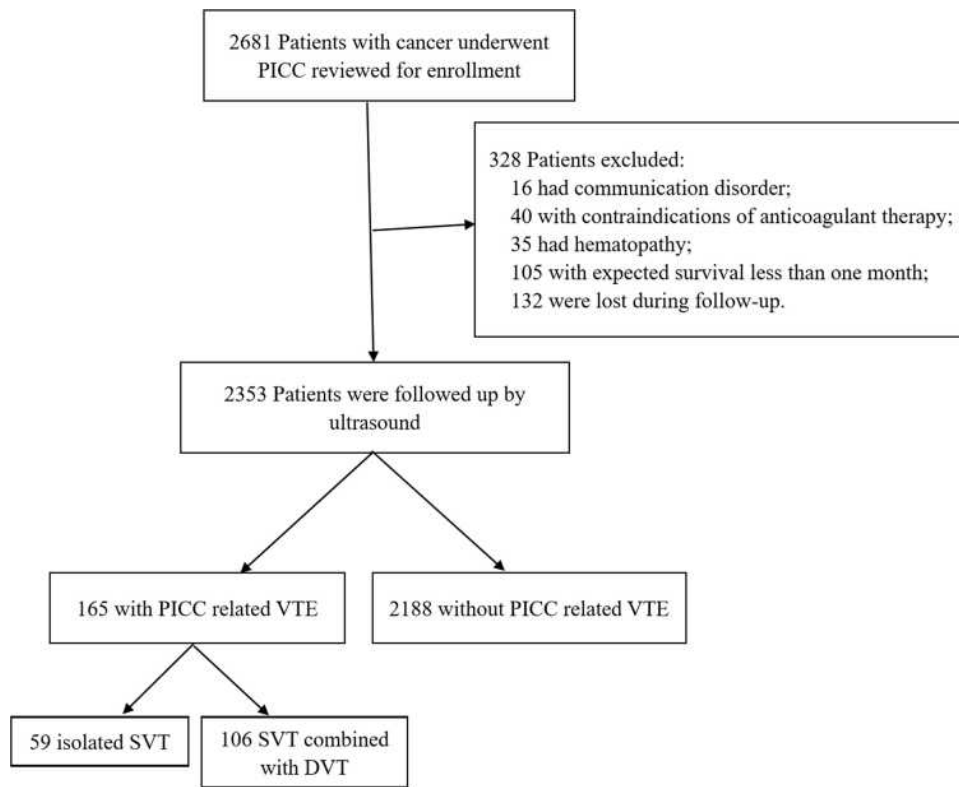 2681 Patients with cancer underwent
PICC reviewed for enrollment
328 Patients excluded:
16 had communication disorder;
40 with contraindications of anticoagulant therapy;
35 had hematopathy;
105 with expected survival less than one month;
132 were lost during follow-up.
2353 Patients were followed up by
ultrasound
165 with PICC related VTE
2188 without PICC related VTE
59 isolated SVT
106 SVT combined
with DVT